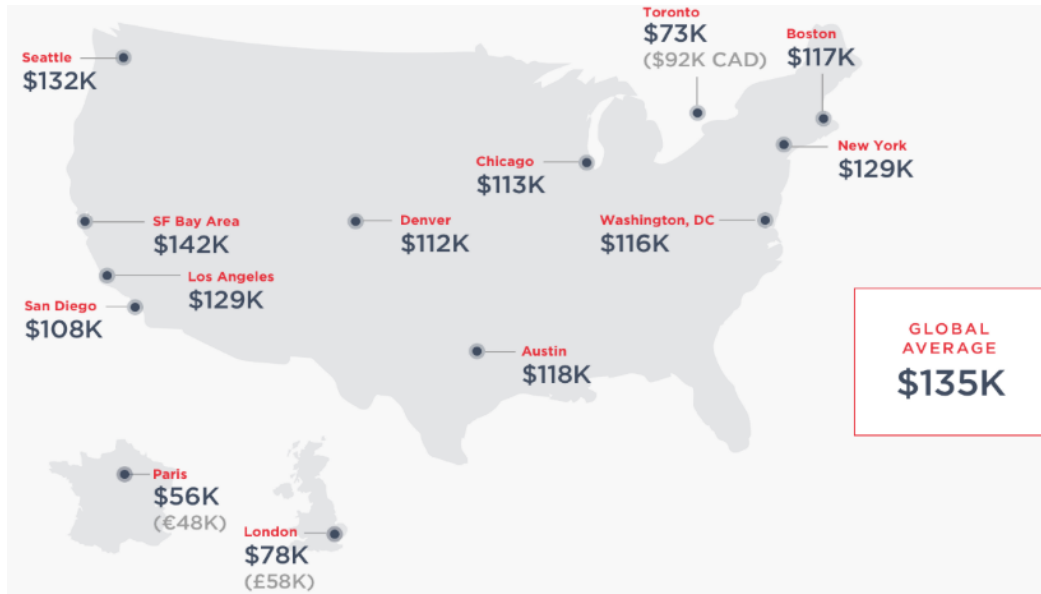 Toronto
$73K
($92K CAD)
Boston
$117K
Seattle
$132K
New York
$129K
Chicago
$113K
SF Bay Area
$142K
Denver
$112K
Washington, DC
$116K
Los Angeles
$129K
San Diego
$108K
Austin
$118K
GLOBAL
AVERAGE
$135K
Paris
$56K
(€48K)
London
$78K
(£58K)